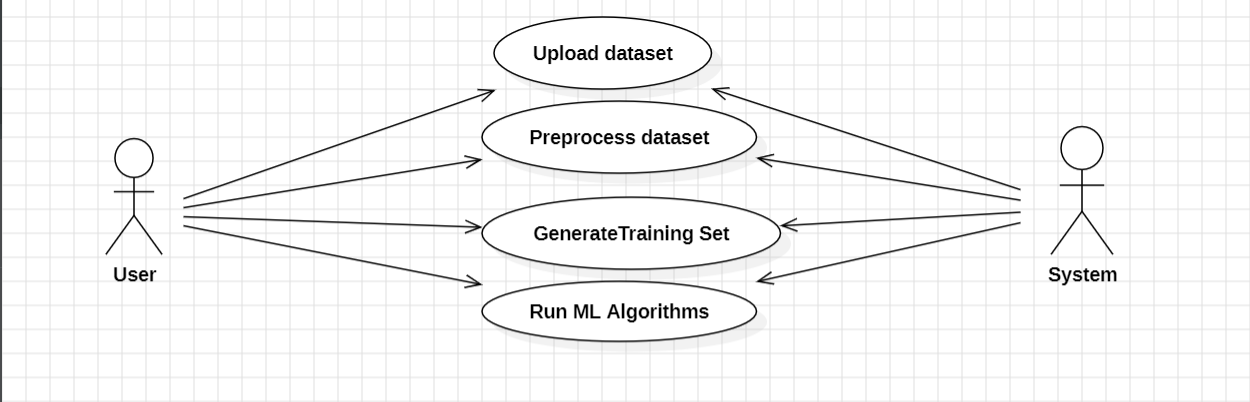 Upload dataset
Preprocess dataset
GenerateTraining Set
Run ML Algorithms
User
System